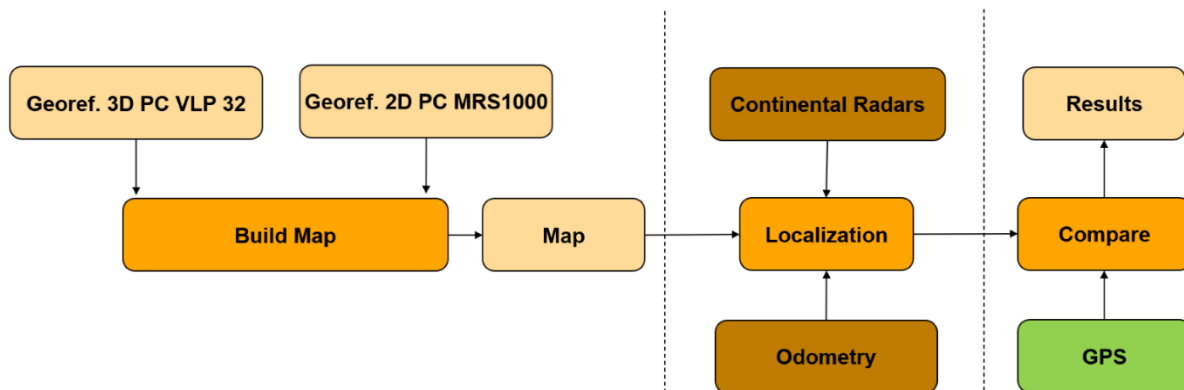 Georef. 3D PC VLP 32
Georef. 2D PC MRS1000
Continental Radars
Results
Build Map
Map
Localization
Compare
Odometry
GPS